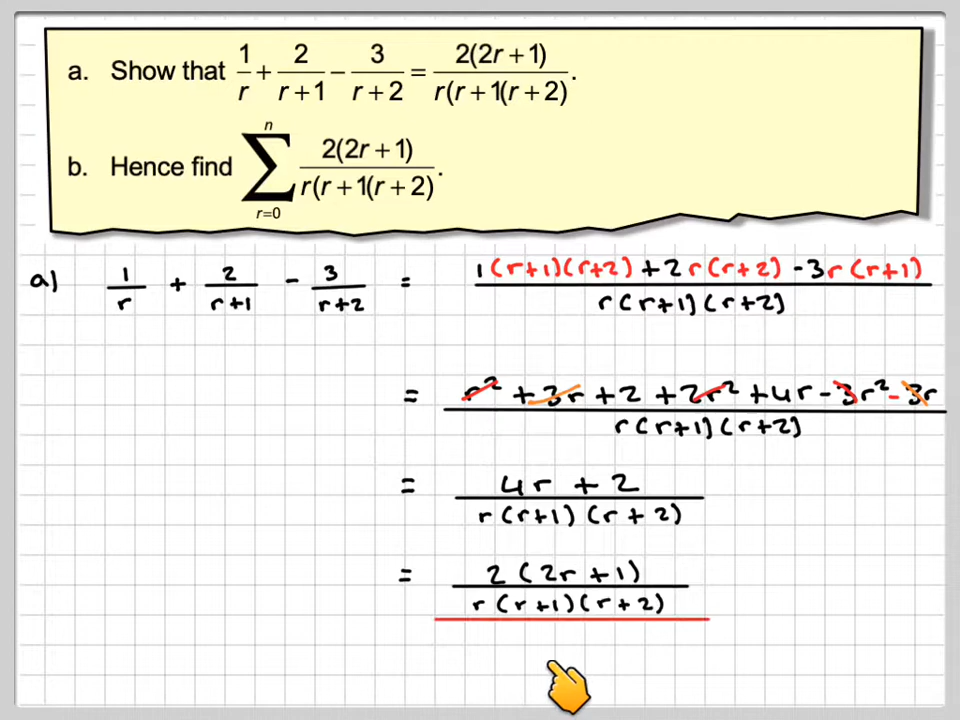 a. Show that 1/r + 2/(r+1) − 3/(r+2) = 2(2r+1)/r(r+1(r+2).
b. Hence find ∑_{r=0}^{n} 2(2r+1)/r(r+1(r+2).
a) 1/r + 2/(r+1) - 3/(r+2) = 1(r+1)(r+2) + 2r(r+2) - 3r(r+1) / r(r+1)(r+2)
= r² + 3r + 2 + 2r² + 4r - 3r² - 3r / r(r+1)(r+2)
= 4r + 2 / r(r+1)(r+2)
= 2(2r+1) / r(r+1)(r+2)